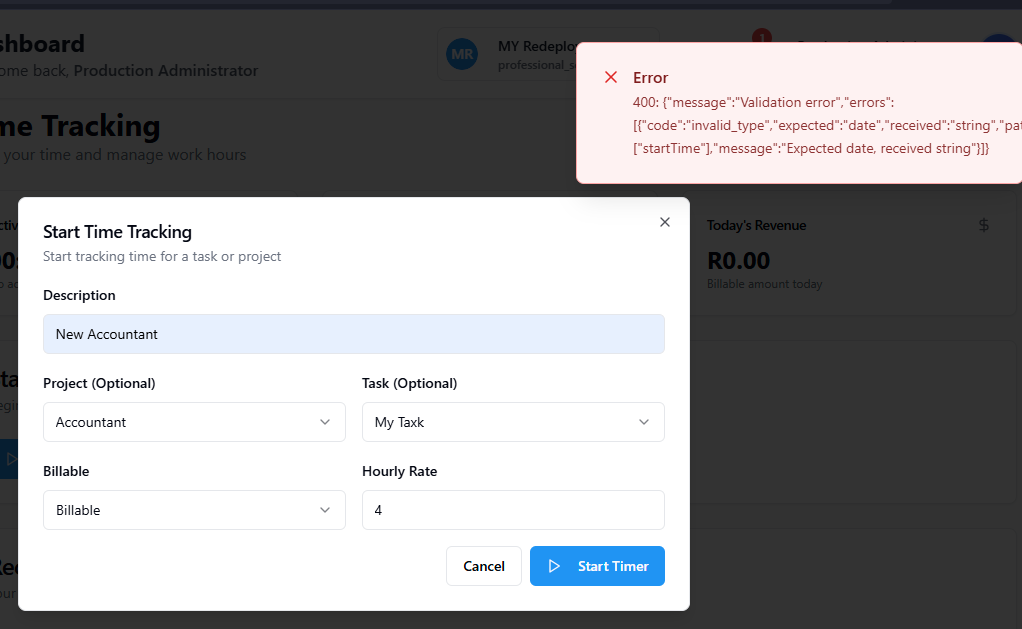 shboard
ome back, Production Administrator
MR
MY Redeplo
professional_s
1
Error
400: {"message":"Validation error","errors":
[{"code":"invalid_type","expected":"date","received":"string","pat
["startTime"],"message":"Expected date, received string"}]}
me Tracking
your time and manage work hours
Start Time Tracking
Start tracking time for a task or project
Description
New Accountant
Project (Optional)
Task (Optional)
Accountant
My Taxk
Billable
Hourly Rate
Billable
4
Cancel
Start Timer
Today's Revenue
$
R0.00
Billable amount today